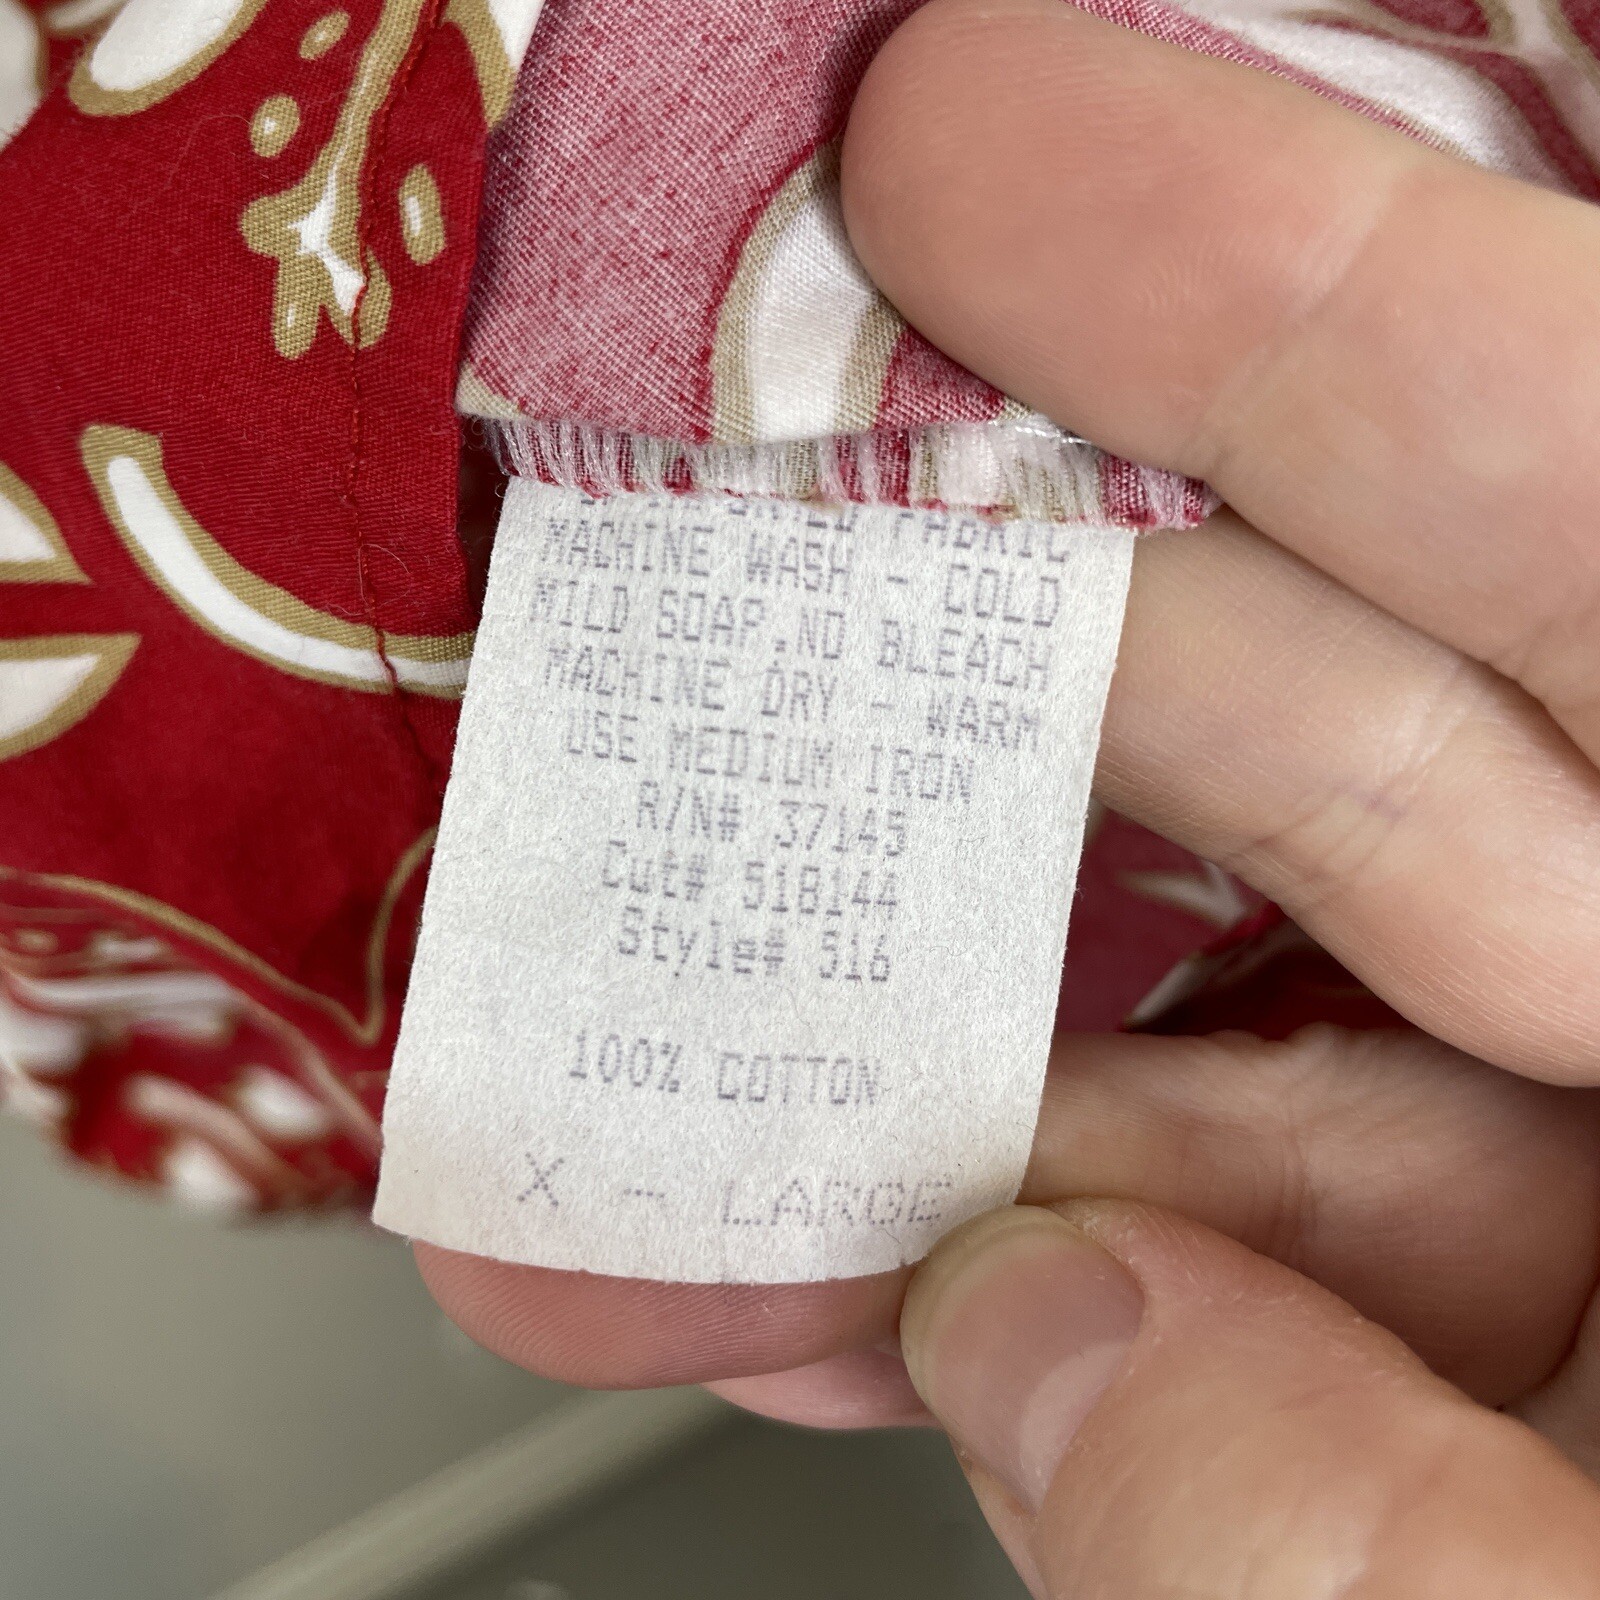 FABRIC
MACHINE WASH - COLD
MILD SOAP.NO BLEACH
MACHINE DRY - WARM
USE MEDIUM IRON
R/N# 37145
Cut# 518144
Style# 516
100% COTTON
X - LARGE